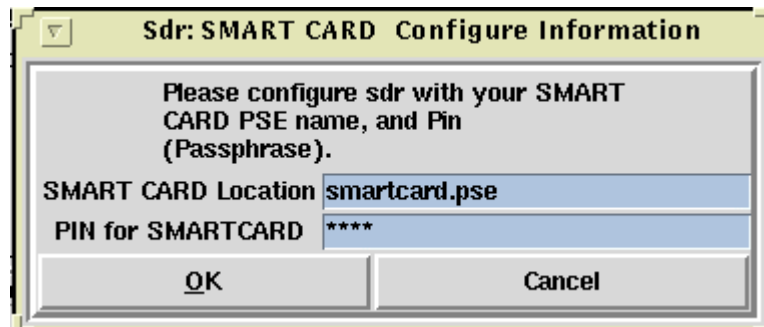 Sdr: SMART CARD Configure Information
Please configure sdr with your SMART
CARD PSE name, and Pin
(Passphrase).
SMART CARD Location smartcard.pse
PIN for SMARTCARD ****
OK Cancel